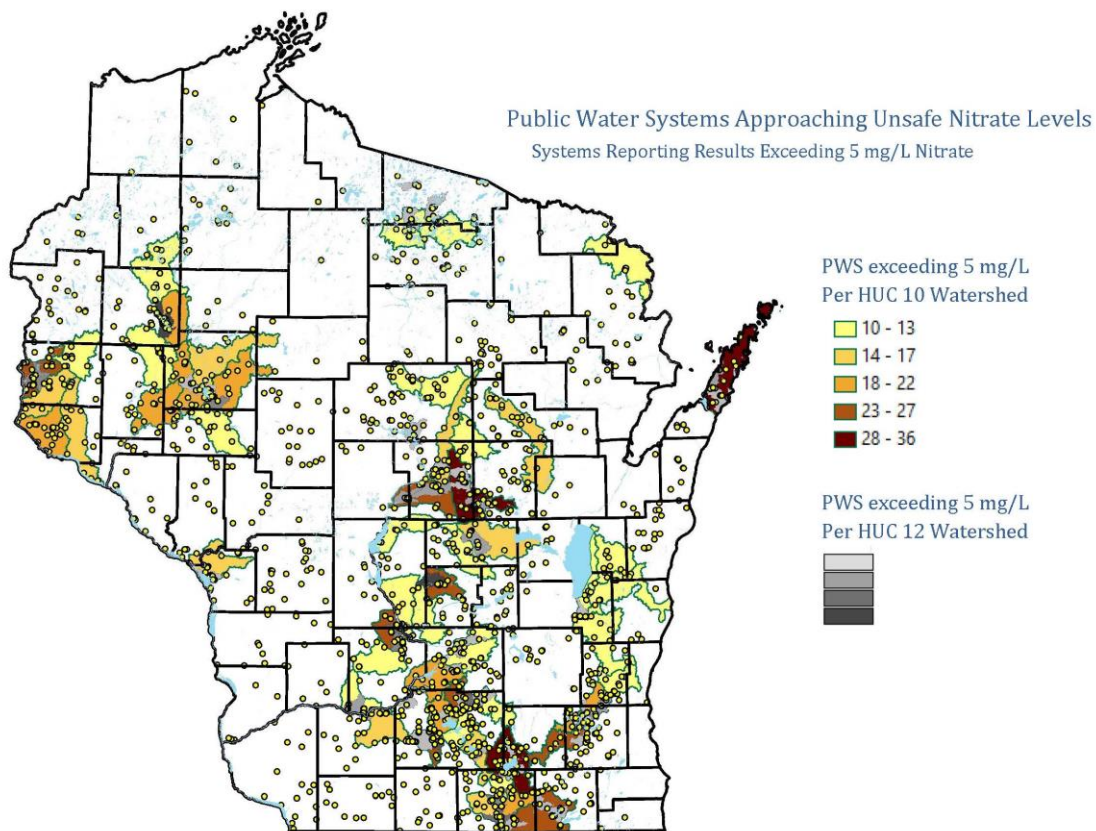 Public Water Systems Approaching Unsafe Nitrate Levels
Systems Reporting Results Exceeding 5 mg/L Nitrate
PWS exceeding 5 mg/L
Per HUC 10 Watershed
10 - 13
14 - 17
18 - 22
23 - 27
28 - 36
PWS exceeding 5 mg/L
Per HUC 12 Watershed